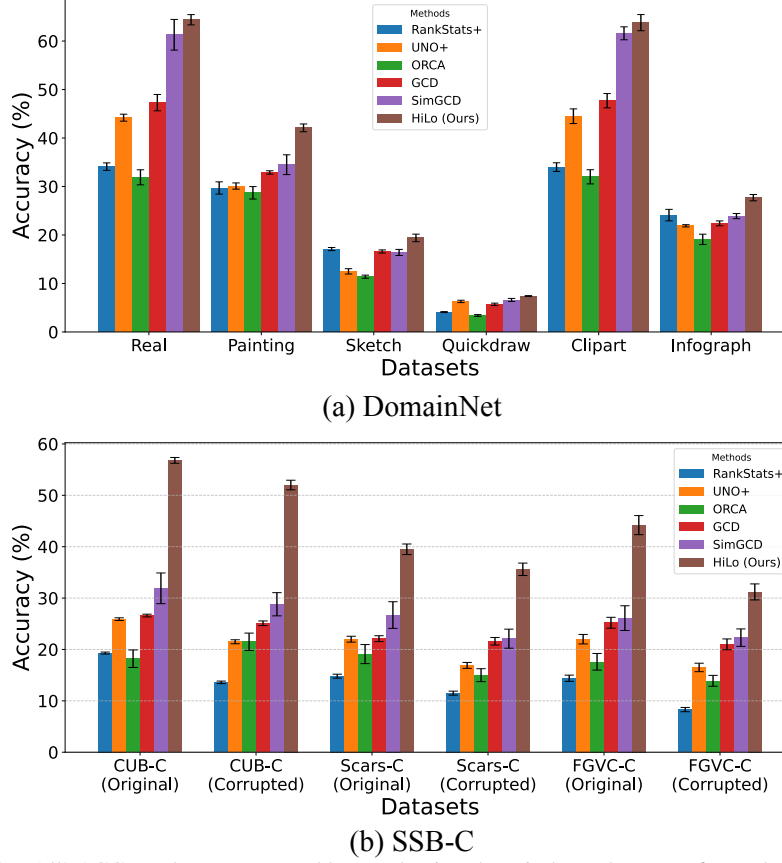 Accuracy (%)
60
50
40
30
20
10
0
Methods
RankStats+
UNO+
ORCA
GCD
SimGCD
HiLo (Ours)
Real
Painting
Sketch
Quickdraw
Clipart
Infograph
Datasets
(a) DomainNet
Accuracy (%)
60
50
40
30
20
10
0
Methods
RankStats+
UNO+
ORCA
GCD
SimGCD
HiLo (Ours)
CUB-C
(Original)
CUB-C
(Corrupted)
Scars-C
(Original)
Scars-C
(Corrupted)
FGVC-C
(Original)
FGVC-C
(Corrupted)
Datasets
(b) SSB-C